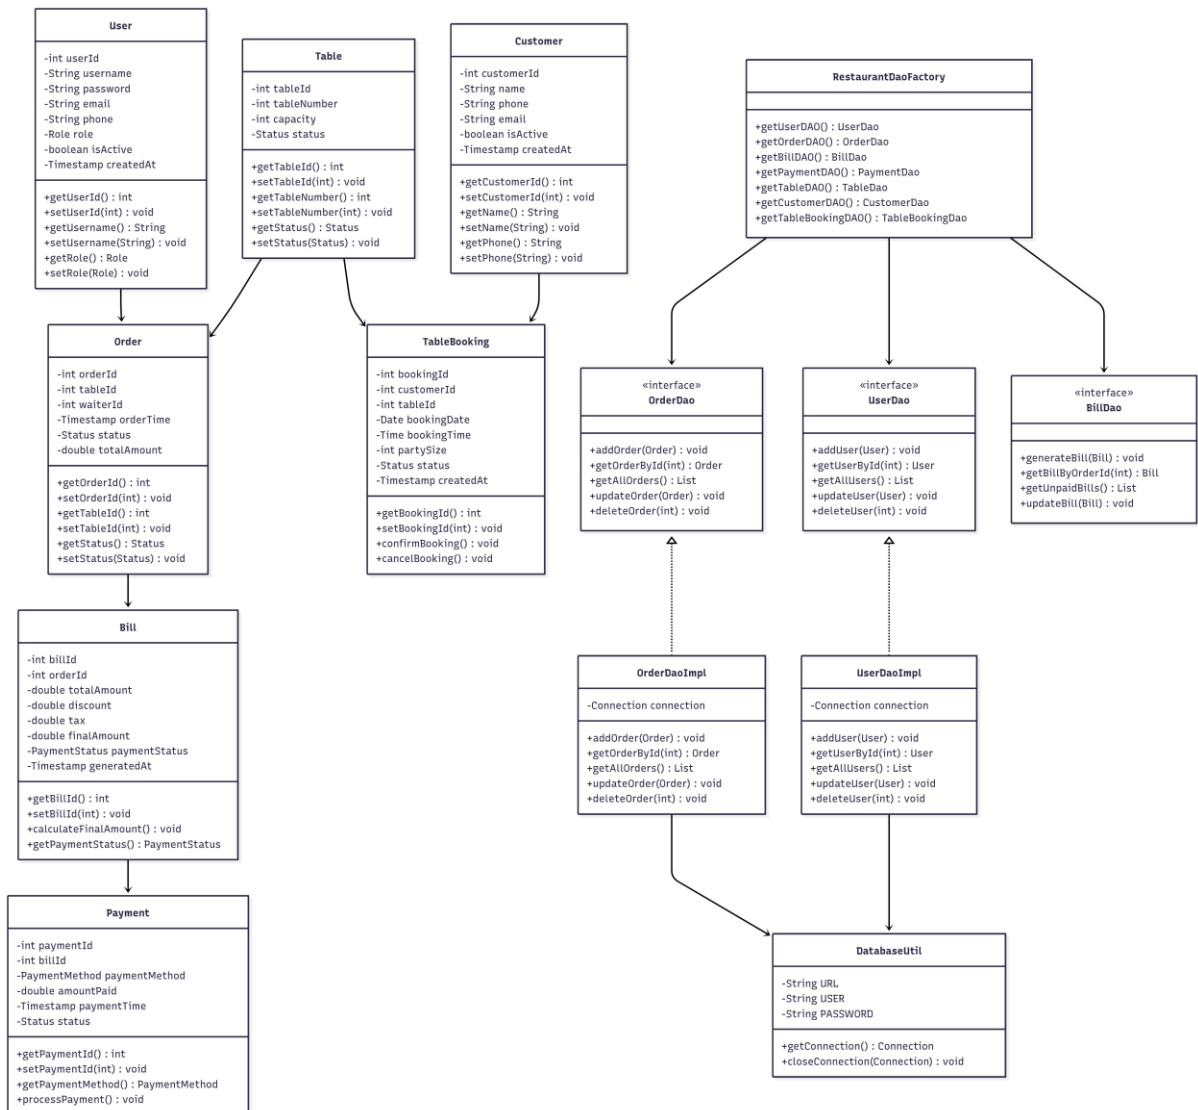 User
-int userId
-String username
-String password
-String email
-String phone
-Role role
-boolean isActive
-Timestamp createdAt
+getUserId() : int
+setUserId(int) : void
+getUsername() : String
+setUsername(String) : void
+getRole() : Role
+setRole(Role) : void
Table
-int tableId
-int tableNumber
-int capacity
-Status status
+getTableId() : int
+setTableId(int) : void
+getTableNumber() : int
+setTableNumber(int) : void
+getStatus() : Status
+setStatus(Status) : void
Customer
-int customerId
-String name
-String phone
-String email
-boolean isActive
-Timestamp createdAt
+getCustomerId() : int
+setCustomerId(int) : void
+getName() : String
+setName(String) : void
+getPhone() : String
+setPhone(String) : void
RestaurantDaoFactory
+getUserDAO() : UserDao
+getOrderDAO() : OrderDao
+getBillDAO() : BillDao
+getPaymentDAO() : PaymentDao
+getTableDAO() : TableDao
+getCustomerDAO() : CustomerDao
+getTableBookingDAO() : TableBookingDao
Order
-int orderId
-int tableId
-int waiterId
-Timestamp orderTime
-Status status
-double totalAmount
+getOrderId() : int
+setOrderId(int) : void
+getTableId() : int
+setTableId(int) : void
+getStatus() : Status
+setStatus(Status) : void
TableBooking
-int bookingId
-int customerId
-int tableId
-Date bookingDate
-Time bookingTime
-int partySize
-Status status
-Timestamp createdAt
+getBookingId() : int
+setBookingId(int) : void
+confirmBooking() : void
+cancelBooking() : void
«interface»
OrderDao
+addOrder(Order) : void
+getOrderById(int) : Order
+getAllOrders() : List
+updateOrder(Order) : void
+deleteOrder(int) : void
«interface»
UserDao
+addUser(User) : void
+getUserById(int) : User
+getAllUsers() : List
+updateUser(User) : void
+deleteUser(int) : void
«interface»
BillDao
+generateBill(Bill) : void
+getBillByOrderId(int) : Bill
+getUnpaidBills() : List
+updateBill(Bill) : void
Bill
-int billId
-int orderId
-double totalAmount
-double discount
-double tax
-double finalAmount
-PaymentStatus paymentStatus
-Timestamp generatedAt
+getBillId() : int
+setBillId(int) : void
+calculateFinalAmount() : void
+getPaymentStatus() : PaymentStatus
OrderDaoImpl
-Connection connection
+addOrder(Order) : void
+getOrderById(int) : Order
+getAllOrders() : List
+updateOrder(Order) : void
+deleteOrder(int) : void
UserDaoImpl
-Connection connection
+addUser(User) : void
+getUserById(int) : User
+getAllUsers() : List
+updateUser(User) : void
+deleteUser(int) : void
Payment
-int paymentId
-int billId
-PaymentMethod paymentMethod
-double amountPaid
-Timestamp paymentTime
-Status status
+getPaymentId() : int
+setPaymentId(int) : void
+getPaymentMethod() : PaymentMethod
+processPayment() : void
DatabaseUtil
-String URL
-String USER
-String PASSWORD
+getConnection() : Connection
+closeConnection(Connection) : void